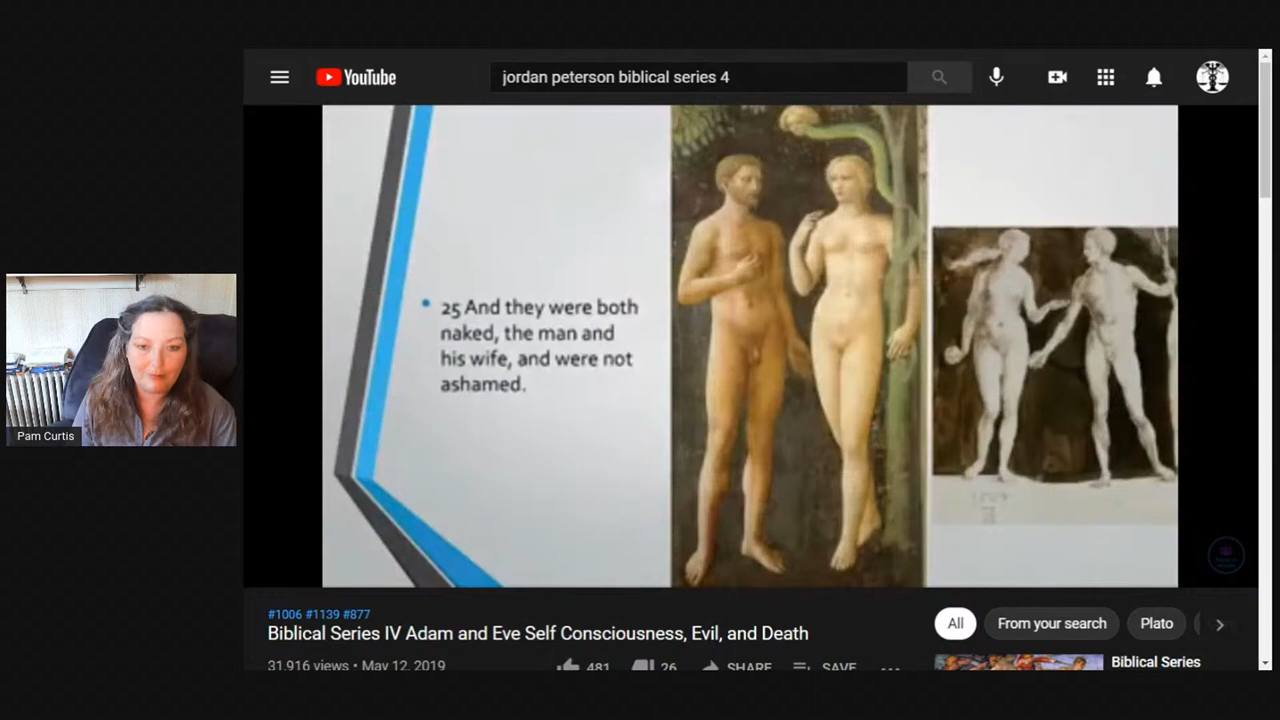 YouTube
jordan peterson biblical series 4
25 And they were both
naked, the man and
his wife, and were not
ashamed.
Pam Curtis
#1006 #1139 #877
Biblical Series IV Adam and Eve Self Consciousness, Evil, and Death
31,916 views • May 12, 2019
481
26
SHARE
SAVE
All
From your search
Plato
Biblical Series